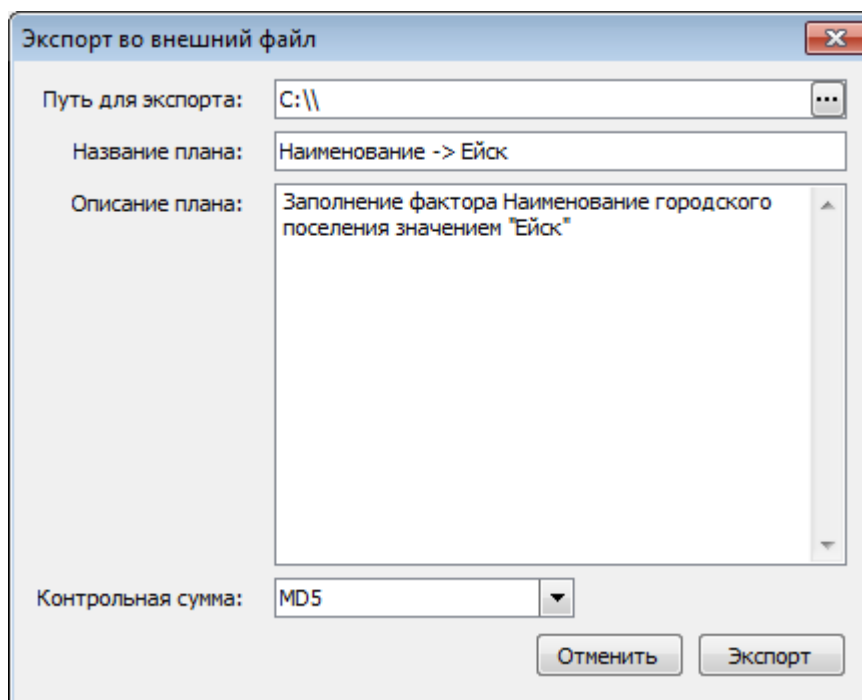 Экспорт во внешний файл
Путь для экспорта: C:\\ ...
Название плана: Наименование -> Ейск
Описание плана: Заполнение фактора Наименование городского
поселения значением "Ейск"
Контрольная сумма: MD5
Отменить Экспорт